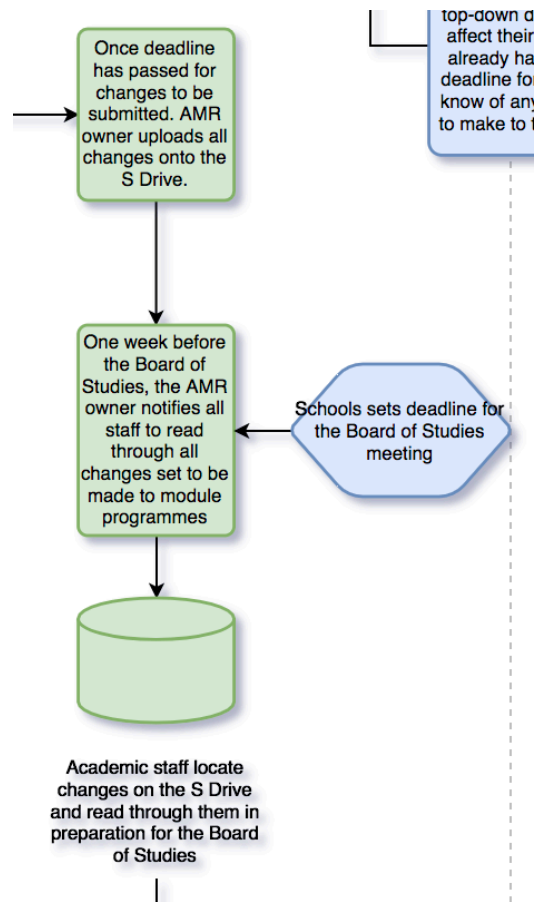 Once deadline
has passed for
changes to be
submitted. AMR
owner uploads all
changes onto the
S Drive.
top-down d
affect their
already ha
deadline for
know of any
to make to t
One week before
the Board of
Studies, the AMR
owner notifies all
staff to read
through all
changes set to be
made to module
programmes
Schools sets deadline for
the Board of Studies
meeting
Academic staff locate
changes on the S Drive
and read through them in
preparation for the Board
of Studies